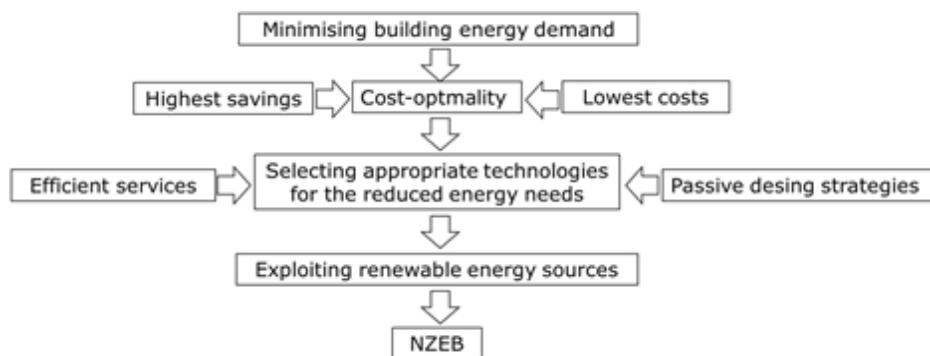 Minimising building energy demand
Highest savings
Cost-optmality
Lowest costs
Efficient services
Selecting appropriate technologies
for the reduced energy needs
Passive desing strategies
Exploiting renewable energy sources
NZEB